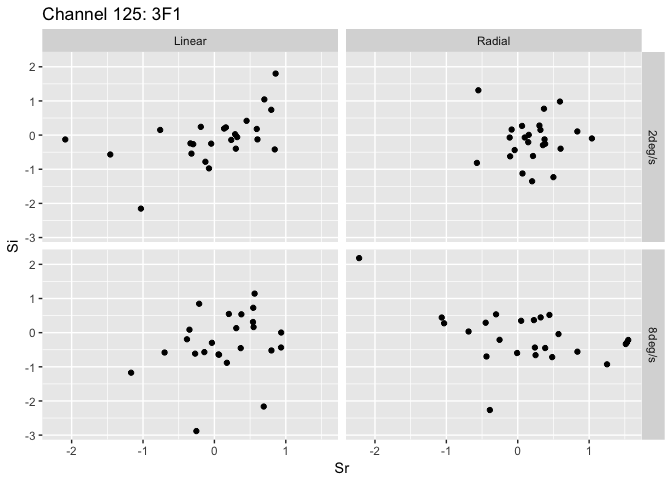 Channel 125: 3F1
Linear
Radial
2
1
0
-1
-2
-3
2deg/s
Si
2
1
0
-1
-2
-3
8deg/s
-2 -1 0 1
-2 -1 0 1
Sr